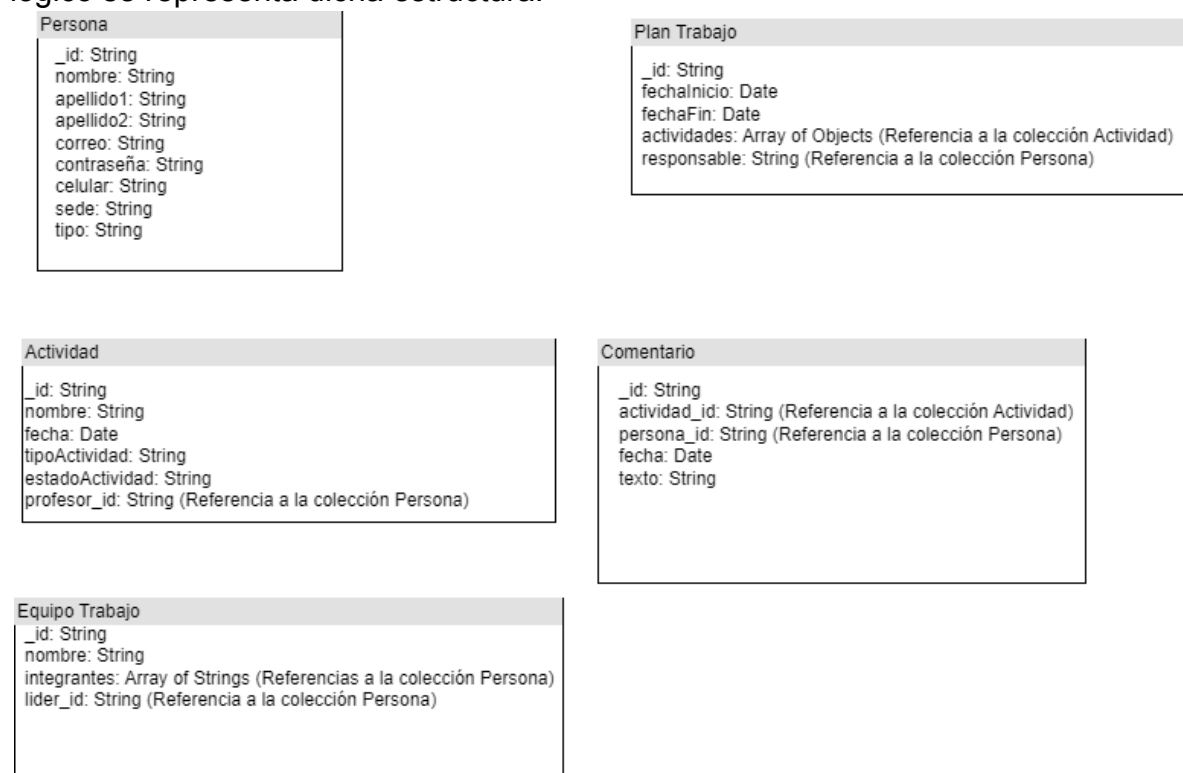 lógico se representa dicha estructura.
Persona
_id: String
nombre: String
apellido1: String
apellido2: String
correo: String
contraseña: String
celular: String
sede: String
tipo: String
Plan Trabajo
_id: String
fechaInicio: Date
fechaFin: Date
actividades: Array of Objects (Referencia a la colección Actividad)
responsable: String (Referencia a la colección Persona)
Actividad
_id: String
nombre: String
fecha: Date
tipoActividad: String
estadoActividad: String
profesor_id: String (Referencia a la colección Persona)
Comentario
_id: String
actividad_id: String (Referencia a la colección Actividad)
persona_id: String (Referencia a la colección Persona)
fecha: Date
texto: String
Equipo Trabajo
_id: String
nombre: String
integrantes: Array of Strings (Referencias a la colección Persona)
lider_id: String (Referencia a la colección Persona)